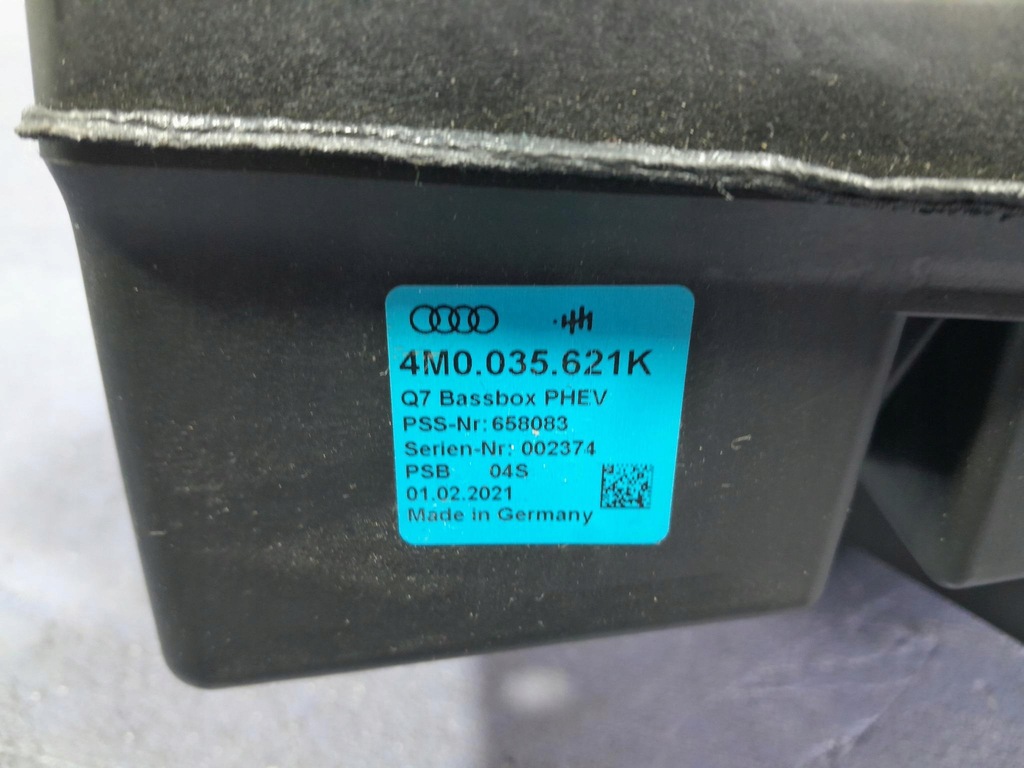 4M0.035.621K
Q7 Bassbox PHEV
PSS-Nr: 658083
Serien-Nr: 002374
PSB 04S
01.02.2021
Made in Germany